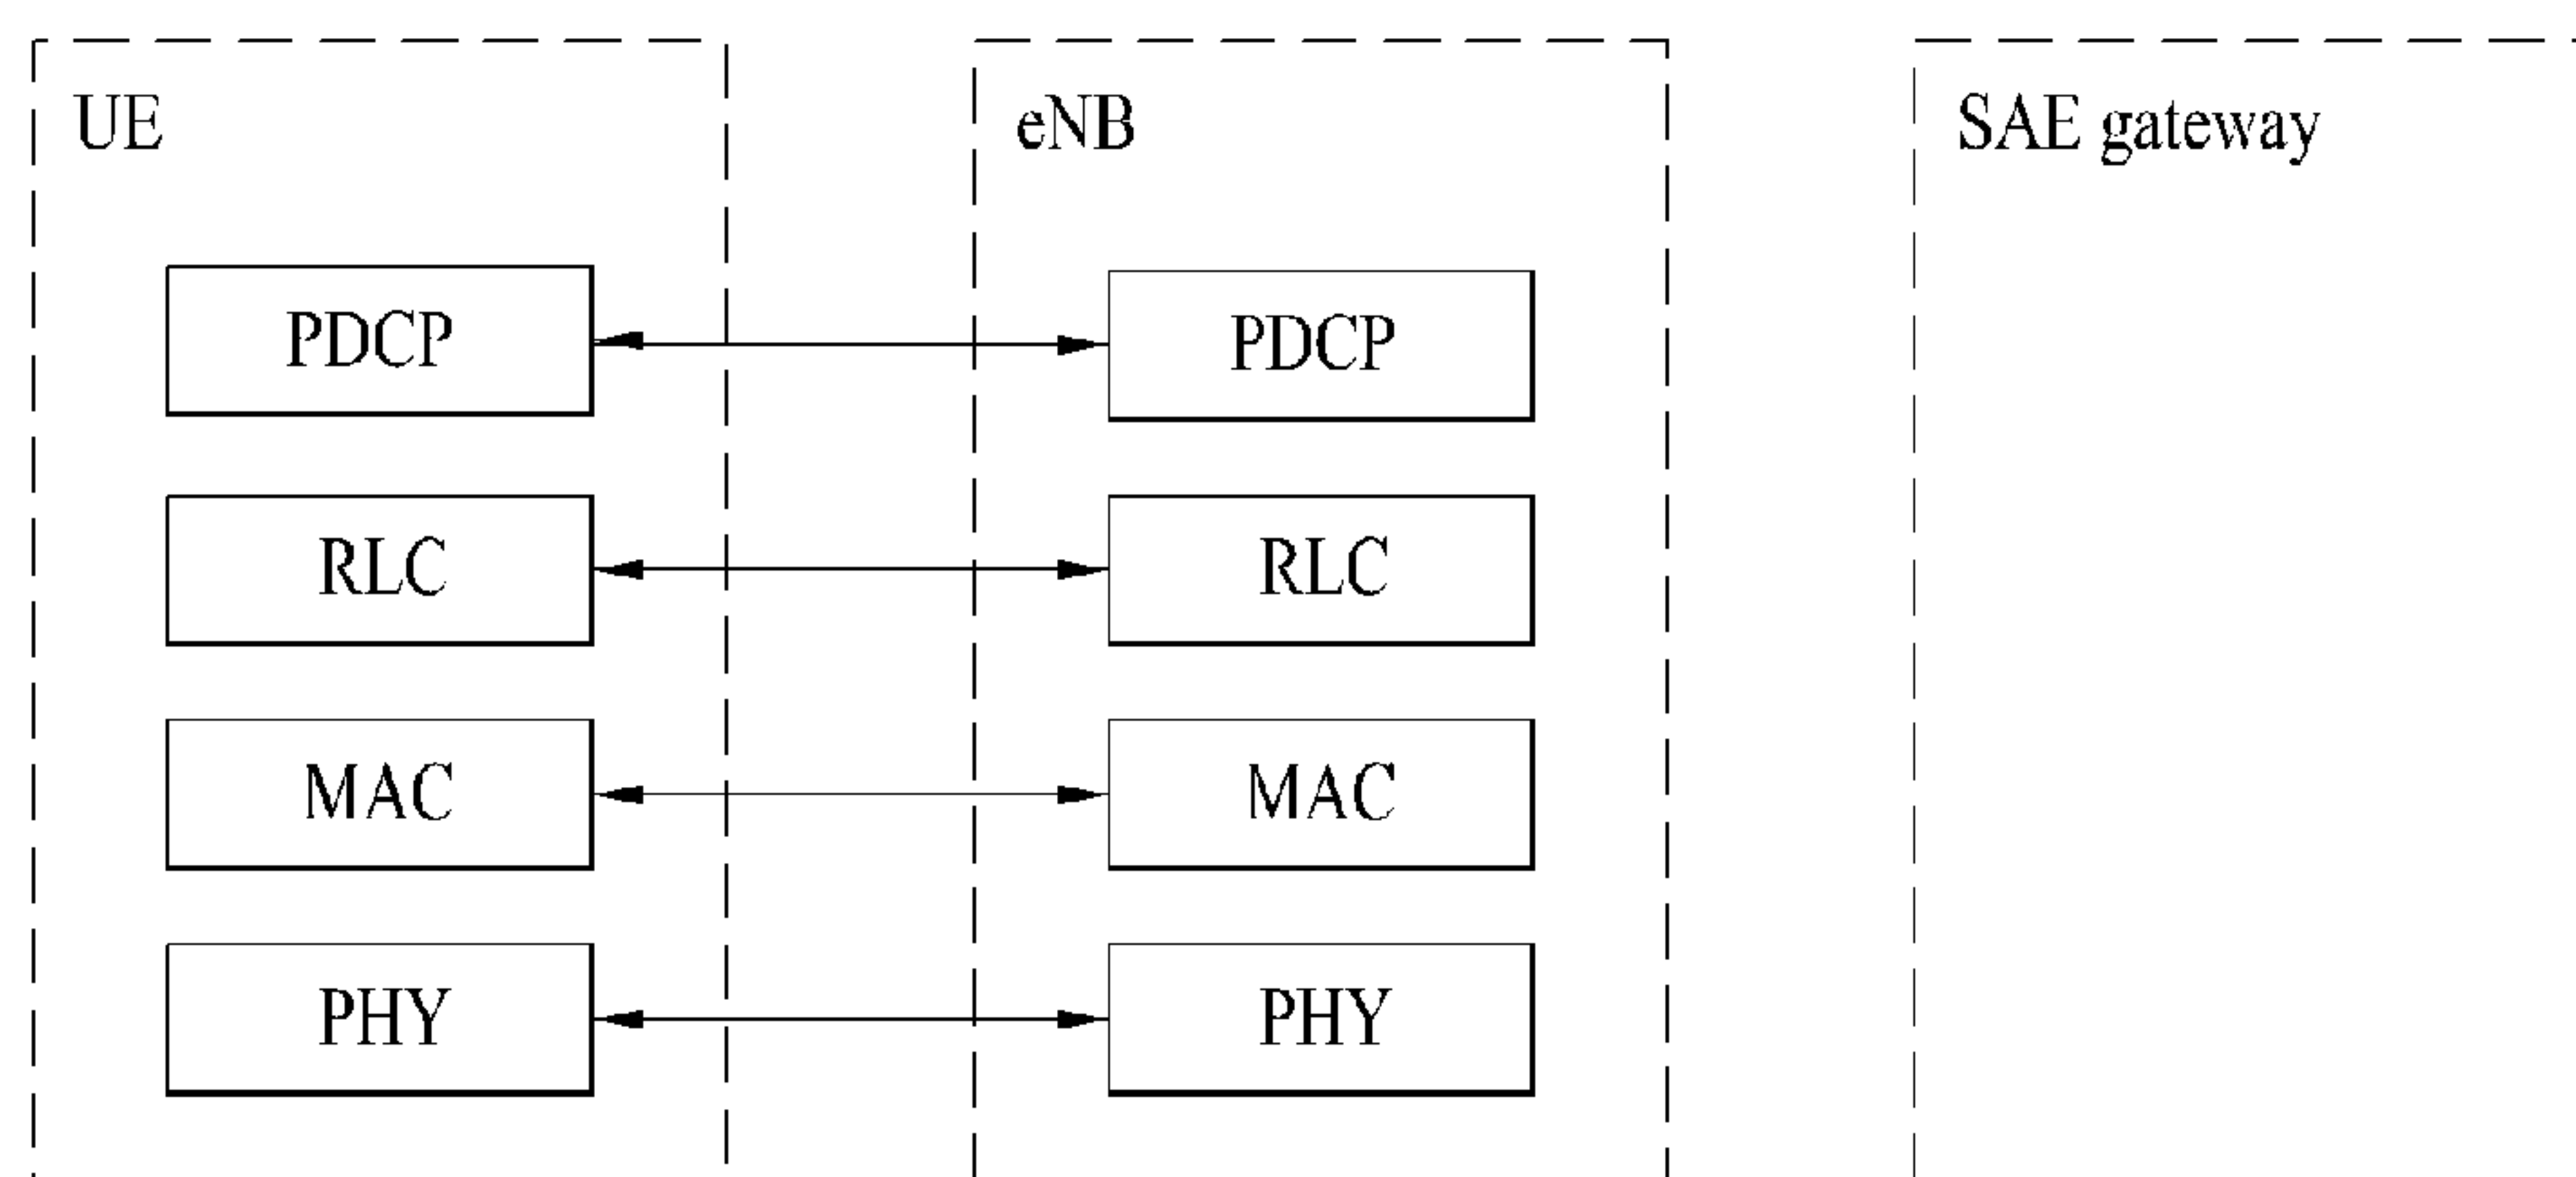 UE
eNB
SAE gateway
PDCP
PDCP
RLC
RLC
MAC
MAC
PHY
PHY